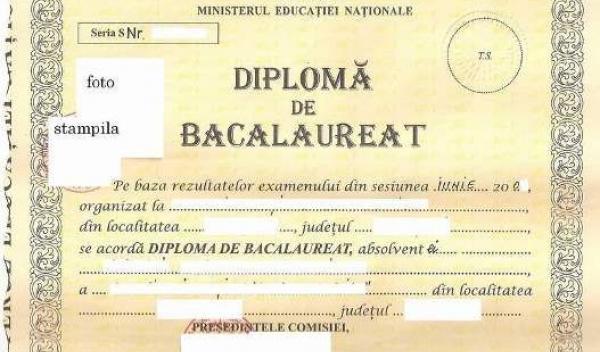 MINISTERUL EDUCAȚIEI NAȚIONALE
Seria S Nr.
T.S.
foto
stampila
DIPLOMĂ
DE
BACALAUREAT
Pe baza rezultatelor examenului din sesiunea .IUNIE.... 20
organizat la
din localitatea ....., județul ....
se acordă DIPLOMA DE BACALAUREAT, absolvent ă.....
a .... din localitatea
, județul ...
PREȘEDINTELE COMISIEI,